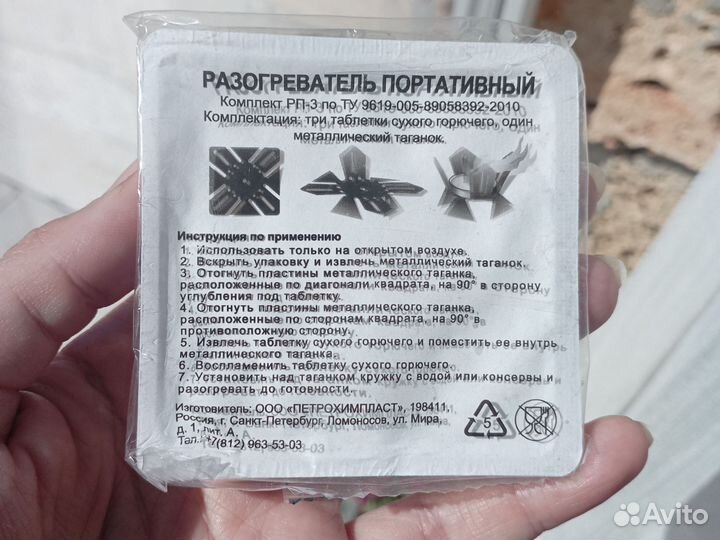 РАЗОГРЕВАТЕЛЬ ПОРТАТИВНЫЙ
Комплект РП-3 по ТУ 9619-005-89058392-2010
Комплектация: три таблетки сухого горючего, один
металлический таганок.
Инструкция по применению
1. Использовать только на открытом воздухе.
2. Вскрыть упаковку и извлечь металлический таганок.
3. Отогнуть пластины металлического таганка,
расположенные по диагонали квадрата, на 90° в сторону
углубления под таблетку.
4. Отогнуть пластины металлического таганка,
расположенные по сторонам квадрата, на 90° в
противоположную сторону.
5. Извлечь таблетку сухого горючего и поместить ее внутрь
металлического таганка.
6. Воспламенить таблетку сухого горючего.
7. Установить над таганком кружку с водой или консервы и
разогревать до готовности.
Изготовитель: ООО «ПЕТРОХИМПЛАСТ», 198411,
Россия, г. Санкт-Петербург, Ломоносов, ул. Мира,
д. 1, лит. А.
Тел.: +7(812) 963-53-03
5
Avito